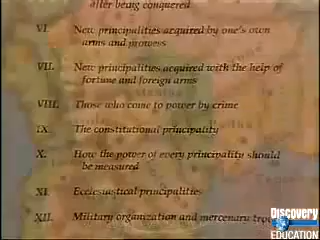 after being conquered
VI. New principalities acquired by one's own
arms and prowess
VII. New principalities acquired with the help of
fortune and foreign arms
VIII. Those who come to power by crime
IX. The constitutional principality
X. How the power of every principality should
be measured
XI. Ecclesiastical principalities
XII. Military organization and mercenary
Discovery
EDUCATION